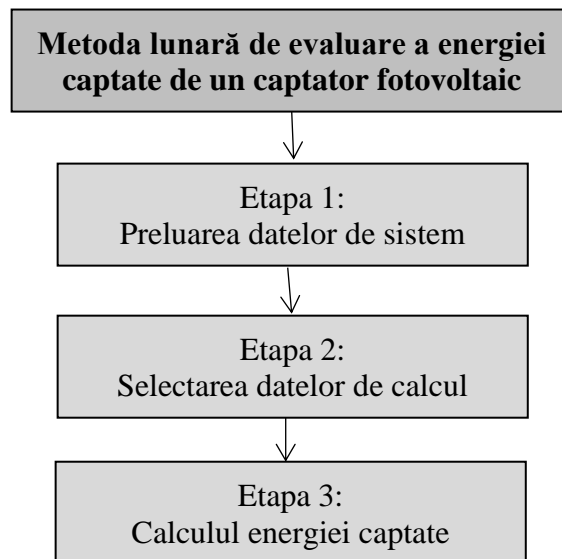 Metoda lunară de evaluare a energiei
captate de un captator fotovoltaic
Etapa 1:
Preluarea datelor de sistem
Etapa 2:
Selectarea datelor de calcul
Etapa 3:
Calculul energiei captate